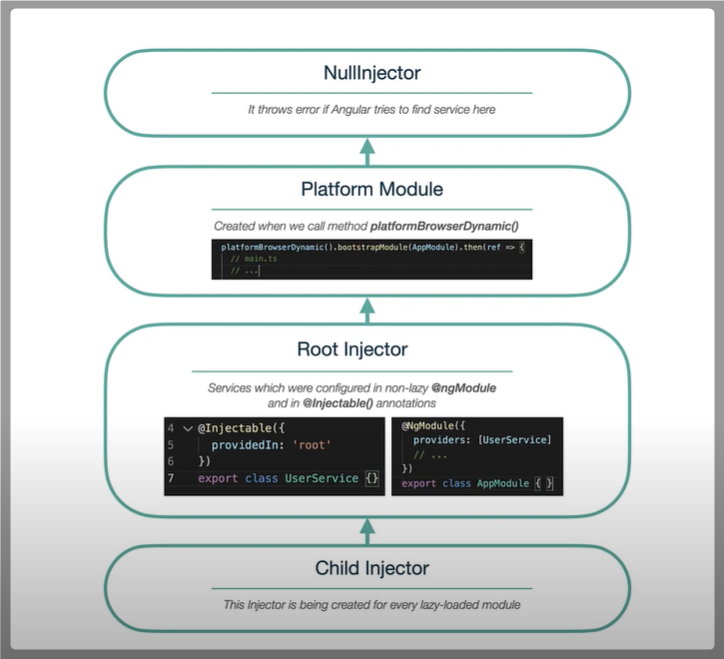 NullInjector
It throws error if Angular tries to find service here
Platform Module
Created when we call method platformBrowserDynamic()
platformBrowserDynamic().bootstrapModule(AppModule).then(ref => {
// main.ts
// ...
Root Injector
Services which were configured in non-lazy @ngModule
and in @Injectable() annotations
4 @Injectable({
5 providedIn: 'root'
6 })
7 export class UserService {}
@NgModule({
providers: [UserService]
// ...
})
export class AppModule { }
Child Injector
This Injector is being created for every lazy-loaded module